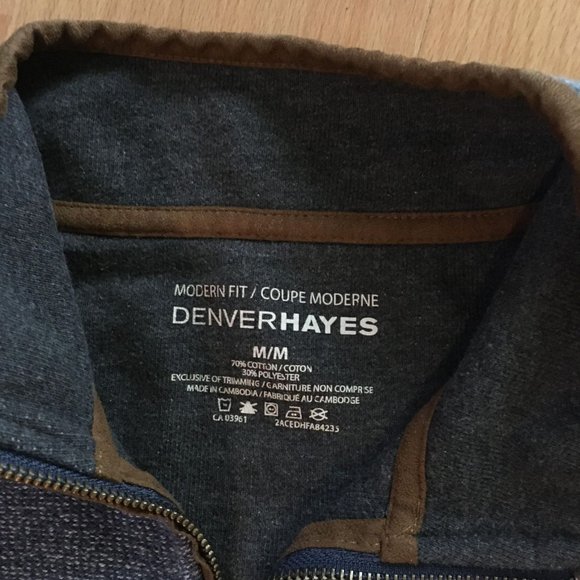 MODERN FIT / COUPE MODERNE
DENVERHAYES
M/M
70% COTTON / COTON
30% POLYESTER
EXCLUSIVE OF TRIMMING / GARNITURE NON COMPRISE
MADE IN CAMBODIA / FABRIQUÉ AU CAMBODGE
CA 03961 2ACEDHFA84235